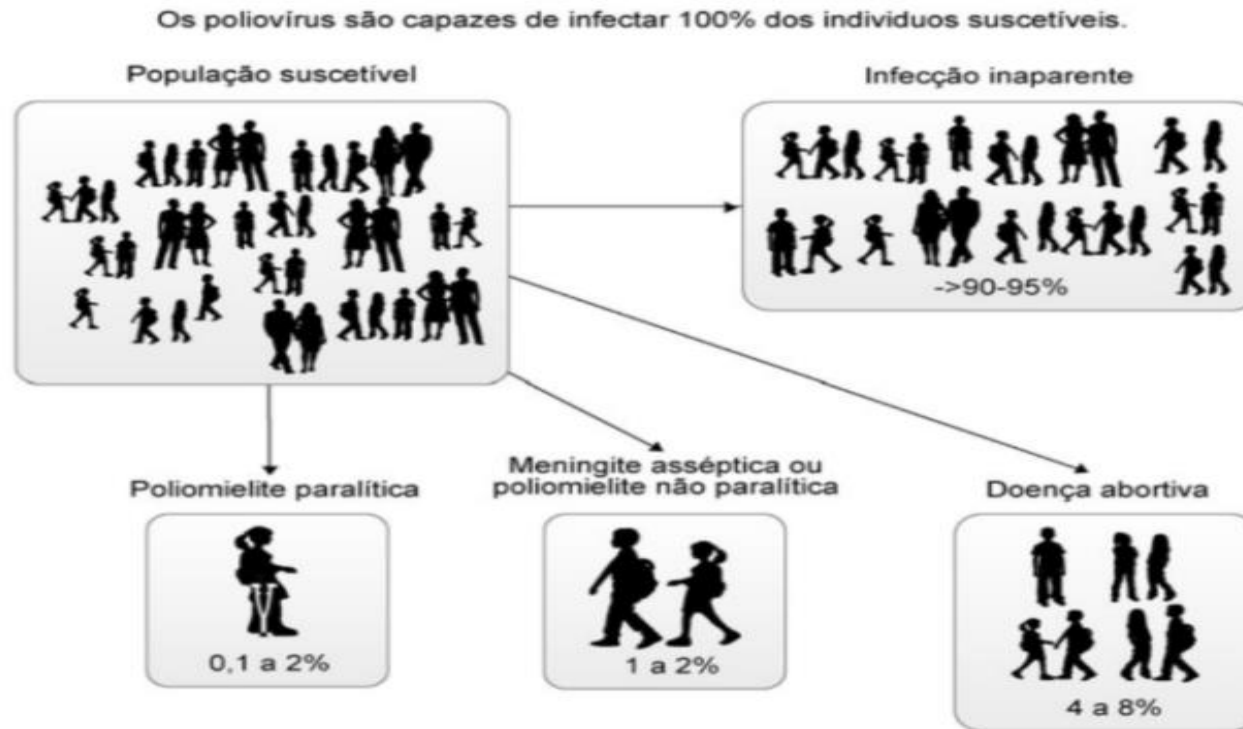 Os poliovírus são capazes de infectar 100% dos individuos suscetíveis.
População suscetível
Infecção inaparente
->90-95%
Poliomielite paralítica
0,1 a 2%
Meningite asséptica ou
poliomielite não paralítica
1 a 2%
Doença abortiva
4 a 8%